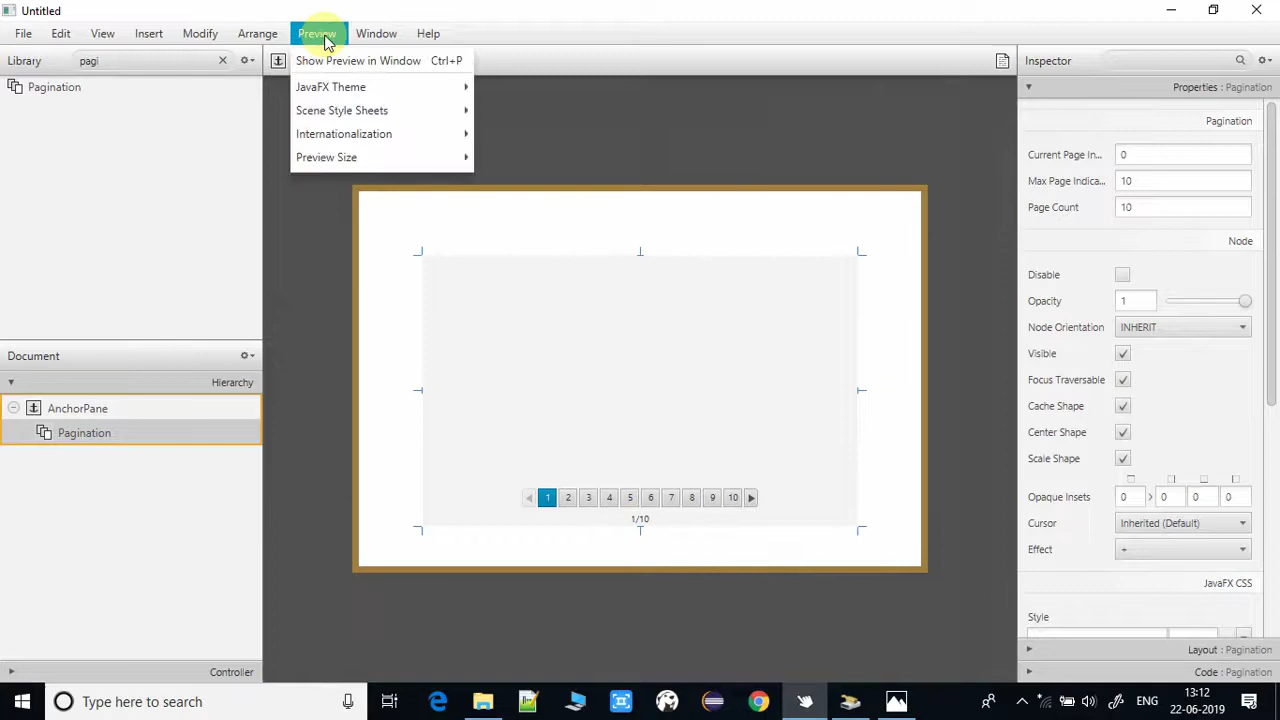 Untitled
File Edit View Insert Modify Arrange Preview Window Help
Library pagi
Inspector
Show Preview in Window Ctrl+P
JavaFX Theme
Scene Style Sheets
Internationalization
Preview Size
Pagination
Properties : Pagination
Pagination
Current Page In... 0
Max Page Indica... 10
Page Count 10
Node
Disable
Opacity 1
Node Orientation INHERIT
Visible
Focus Traversable
Cache Shape
Center Shape
Scale Shape
Opaque Insets 0 0 0 0
Cursor Inherited (Default)
Effect +
JavaFX CSS
Style
Layout : Pagination
Code : Pagination
Document
Hierarchy
AnchorPane
Pagination
Controller
1 2 3 4 5 6 7 8 9 10
1/10
Type here to search
ENG
13:12
22-06-2019